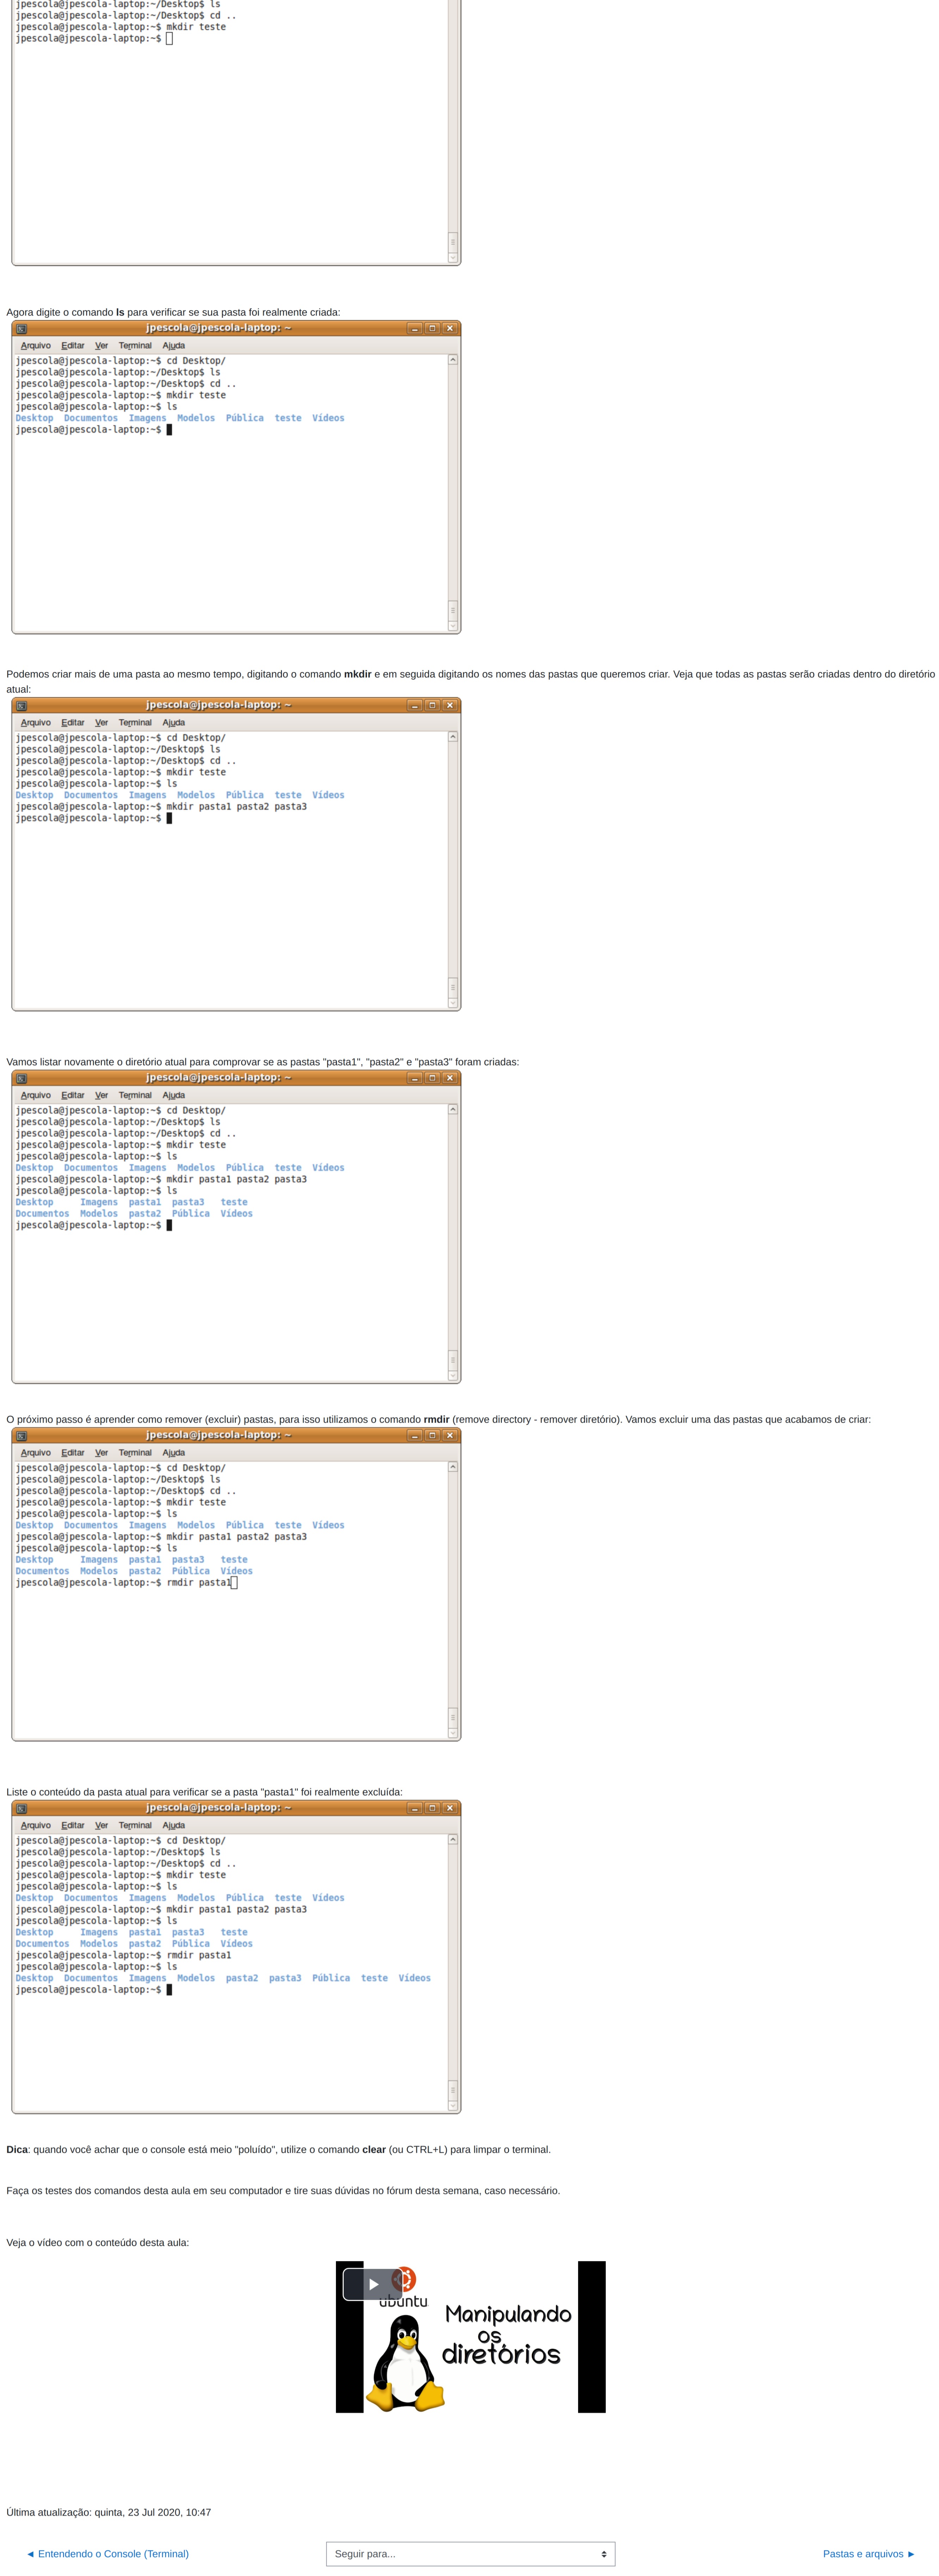 jpescola@jpescola-laptop:~/Desktop$ ls
jpescola@jpescola-laptop:~/Desktop$ cd ..
jpescola@jpescola-laptop:~$ mkdir teste
jpescola@jpescola-laptop:~$
Agora digite o comando ls para verificar se sua pasta foi realmente criada:
jpescola@jpescola-laptop: ~
Arquivo Editar Ver Terminal Ajuda
jpescola@jpescola-laptop:~$ cd Desktop/
jpescola@jpescola-laptop:~/Desktop$ ls
jpescola@jpescola-laptop:~/Desktop$ cd ..
jpescola@jpescola-laptop:~$ mkdir teste
jpescola@jpescola-laptop:~$ ls
Desktop Documentos Imagens Modelos Pública teste Vídeos
jpescola@jpescola-laptop:~$
Podemos criar mais de uma pasta ao mesmo tempo, digitando o comando mkdir e em seguida digitando os nomes das pastas que queremos criar. Veja que todas as pastas serão criadas dentro do diretório
atual:
jpescola@jpescola-laptop: ~
Arquivo Editar Ver Terminal Ajuda
jpescola@jpescola-laptop:~$ cd Desktop/
jpescola@jpescola-laptop:~/Desktop$ ls
jpescola@jpescola-laptop:~/Desktop$ cd ..
jpescola@jpescola-laptop:~$ mkdir teste
jpescola@jpescola-laptop:~$ ls
Desktop Documentos Imagens Modelos Pública teste Vídeos
jpescola@jpescola-laptop:~$ mkdir pasta1 pasta2 pasta3
jpescola@jpescola-laptop:~$
Vamos listar novamente o diretório atual para comprovar se as pastas "pasta1", "pasta2" e "pasta3" foram criadas:
jpescola@jpescola-laptop: ~
Arquivo Editar Ver Terminal Ajuda
jpescola@jpescola-laptop:~$ cd Desktop/
jpescola@jpescola-laptop:~/Desktop$ ls
jpescola@jpescola-laptop:~/Desktop$ cd ..
jpescola@jpescola-laptop:~$ mkdir teste
jpescola@jpescola-laptop:~$ ls
Desktop Documentos Imagens Modelos Pública teste Vídeos
jpescola@jpescola-laptop:~$ mkdir pasta1 pasta2 pasta3
jpescola@jpescola-laptop:~$ ls
Desktop Imagens pasta1 pasta3 teste
Documentos Modelos pasta2 Pública Vídeos
jpescola@jpescola-laptop:~$
O próximo passo é aprender como remover (excluir) pastas, para isso utilizamos o comando rmdir (remove directory - remover diretório). Vamos excluir uma das pastas que acabamos de criar:
jpescola@jpescola-laptop: ~
Arquivo Editar Ver Terminal Ajuda
jpescola@jpescola-laptop:~$ cd Desktop/
jpescola@jpescola-laptop:~/Desktop$ ls
jpescola@jpescola-laptop:~/Desktop$ cd ..
jpescola@jpescola-laptop:~$ mkdir teste
jpescola@jpescola-laptop:~$ ls
Desktop Documentos Imagens Modelos Pública teste Vídeos
jpescola@jpescola-laptop:~$ mkdir pasta1 pasta2 pasta3
jpescola@jpescola-laptop:~$ ls
Desktop Imagens pasta1 pasta3 teste
Documentos Modelos pasta2 Pública Vídeos
jpescola@jpescola-laptop:~$ rmdir pasta1
Liste o conteúdo da pasta atual para verificar se a pasta "pasta1" foi realmente excluída:
jpescola@jpescola-laptop: ~
Arquivo Editar Ver Terminal Ajuda
jpescola@jpescola-laptop:~$ cd Desktop/
jpescola@jpescola-laptop:~/Desktop$ ls
jpescola@jpescola-laptop:~/Desktop$ cd ..
jpescola@jpescola-laptop:~$ mkdir teste
jpescola@jpescola-laptop:~$ ls
Desktop Documentos Imagens Modelos Pública teste Vídeos
jpescola@jpescola-laptop:~$ mkdir pasta1 pasta2 pasta3
jpescola@jpescola-laptop:~$ ls
Desktop Imagens pasta1 pasta3 teste
Documentos Modelos pasta2 Pública Vídeos
jpescola@jpescola-laptop:~$ rmdir pasta1
jpescola@jpescola-laptop:~$ ls
Desktop Documentos Imagens Modelos pasta2 pasta3 Pública teste Vídeos
jpescola@jpescola-laptop:~$
Dica: quando você achar que o console está meio "poluído", utilize o comando clear (ou CTRL+L) para limpar o terminal.
Faça os testes dos comandos desta aula em seu computador e tire suas dúvidas no fórum desta semana, caso necessário.
Veja o vídeo com o conteúdo desta aula:
ubuntu
Manipulando
os
diretórios
Última atualização: quinta, 23 Jul 2020, 10:47
◄ Entendendo o Console (Terminal)
Seguir para...
Pastas e arquivos ►